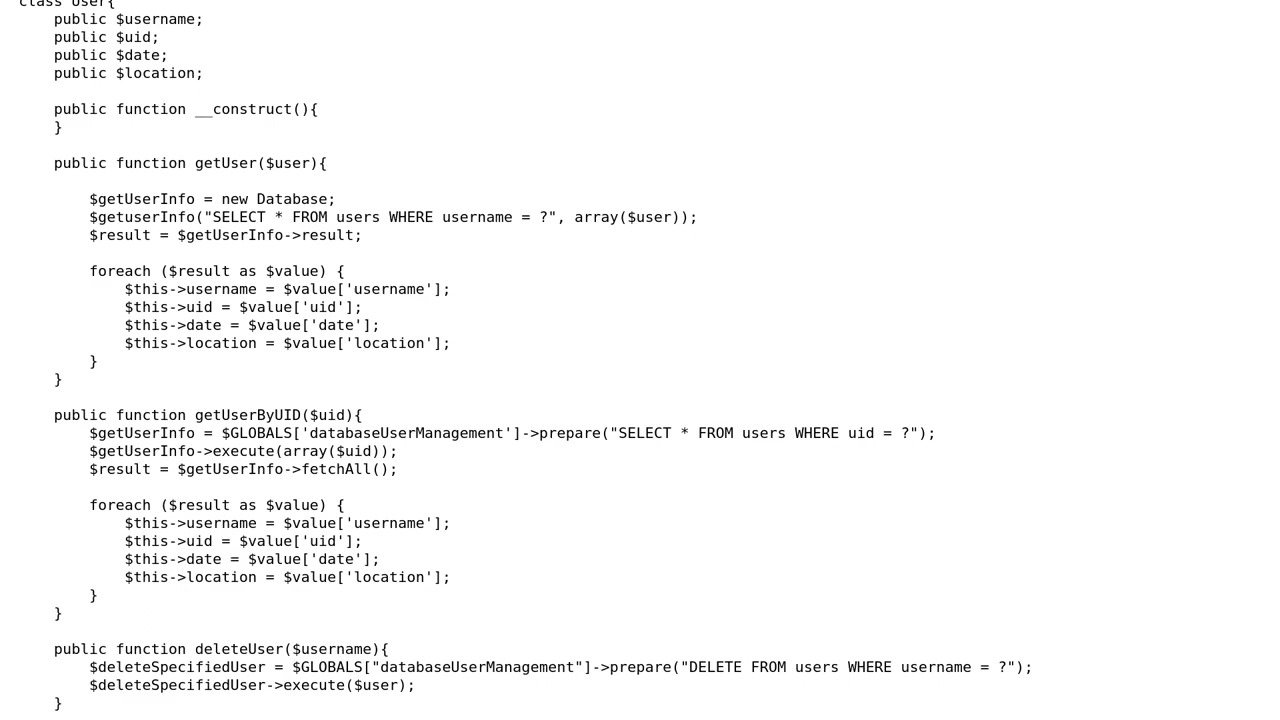 class User{
    public $username;
    public $uid;
    public $date;
    public $location;

    public function __construct(){
    }

    public function getUser($user){

        $getUserInfo = new Database;
        $getuserInfo("SELECT * FROM users WHERE username = ?", array($user));
        $result = $getUserInfo->result;

        foreach ($result as $value) {
            $this->username = $value['username'];
            $this->uid = $value['uid'];
            $this->date = $value['date'];
            $this->location = $value['location'];
        }
    }

    public function getUserByUID($uid){
        $getUserInfo = $GLOBALS['databaseUserManagement']->prepare("SELECT * FROM users WHERE uid = ?");
        $getUserInfo->execute(array($uid));
        $result = $getUserInfo->fetchAll();

        foreach ($result as $value) {
            $this->username = $value['username'];
            $this->uid = $value['uid'];
            $this->date = $value['date'];
            $this->location = $value['location'];
        }
    }

    public function deleteUser($username){
        $deleteSpecifiedUser = $GLOBALS["databaseUserManagement"]->prepare("DELETE FROM users WHERE username = ?");
        $deleteSpecifiedUser->execute($user);
    }